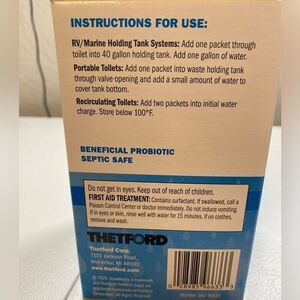 INSTRUCTIONS FOR USE:
RV/Marine Holding Tank Systems: Add one packet through
toilet into 40 gallon holding tank. Add one gallon of water.
Portable Toilets: Add one packet into waste holding tank
through valve opening and add a small amount of water to
cover tank bottom.
Recirculating Toilets: Add two packets into initial water
charge. Store below 100°F.
BENEFICIAL PROBIOTIC
SEPTIC SAFE
Do not get in eyes. Keep out of reach of children.
FIRST AID TREATMENT: Contains surfactant. If swallowed, call a
Poison Control Center or doctor immediately. Do not induce vomiting.
If in eyes or skin, rinse well with water for 15 minutes. If on clothes,
remove and wash.
THETFORD
Thetford Corp.
7101 Jackson Road,
Ann Arbor, MI 48103
www.thetford.com